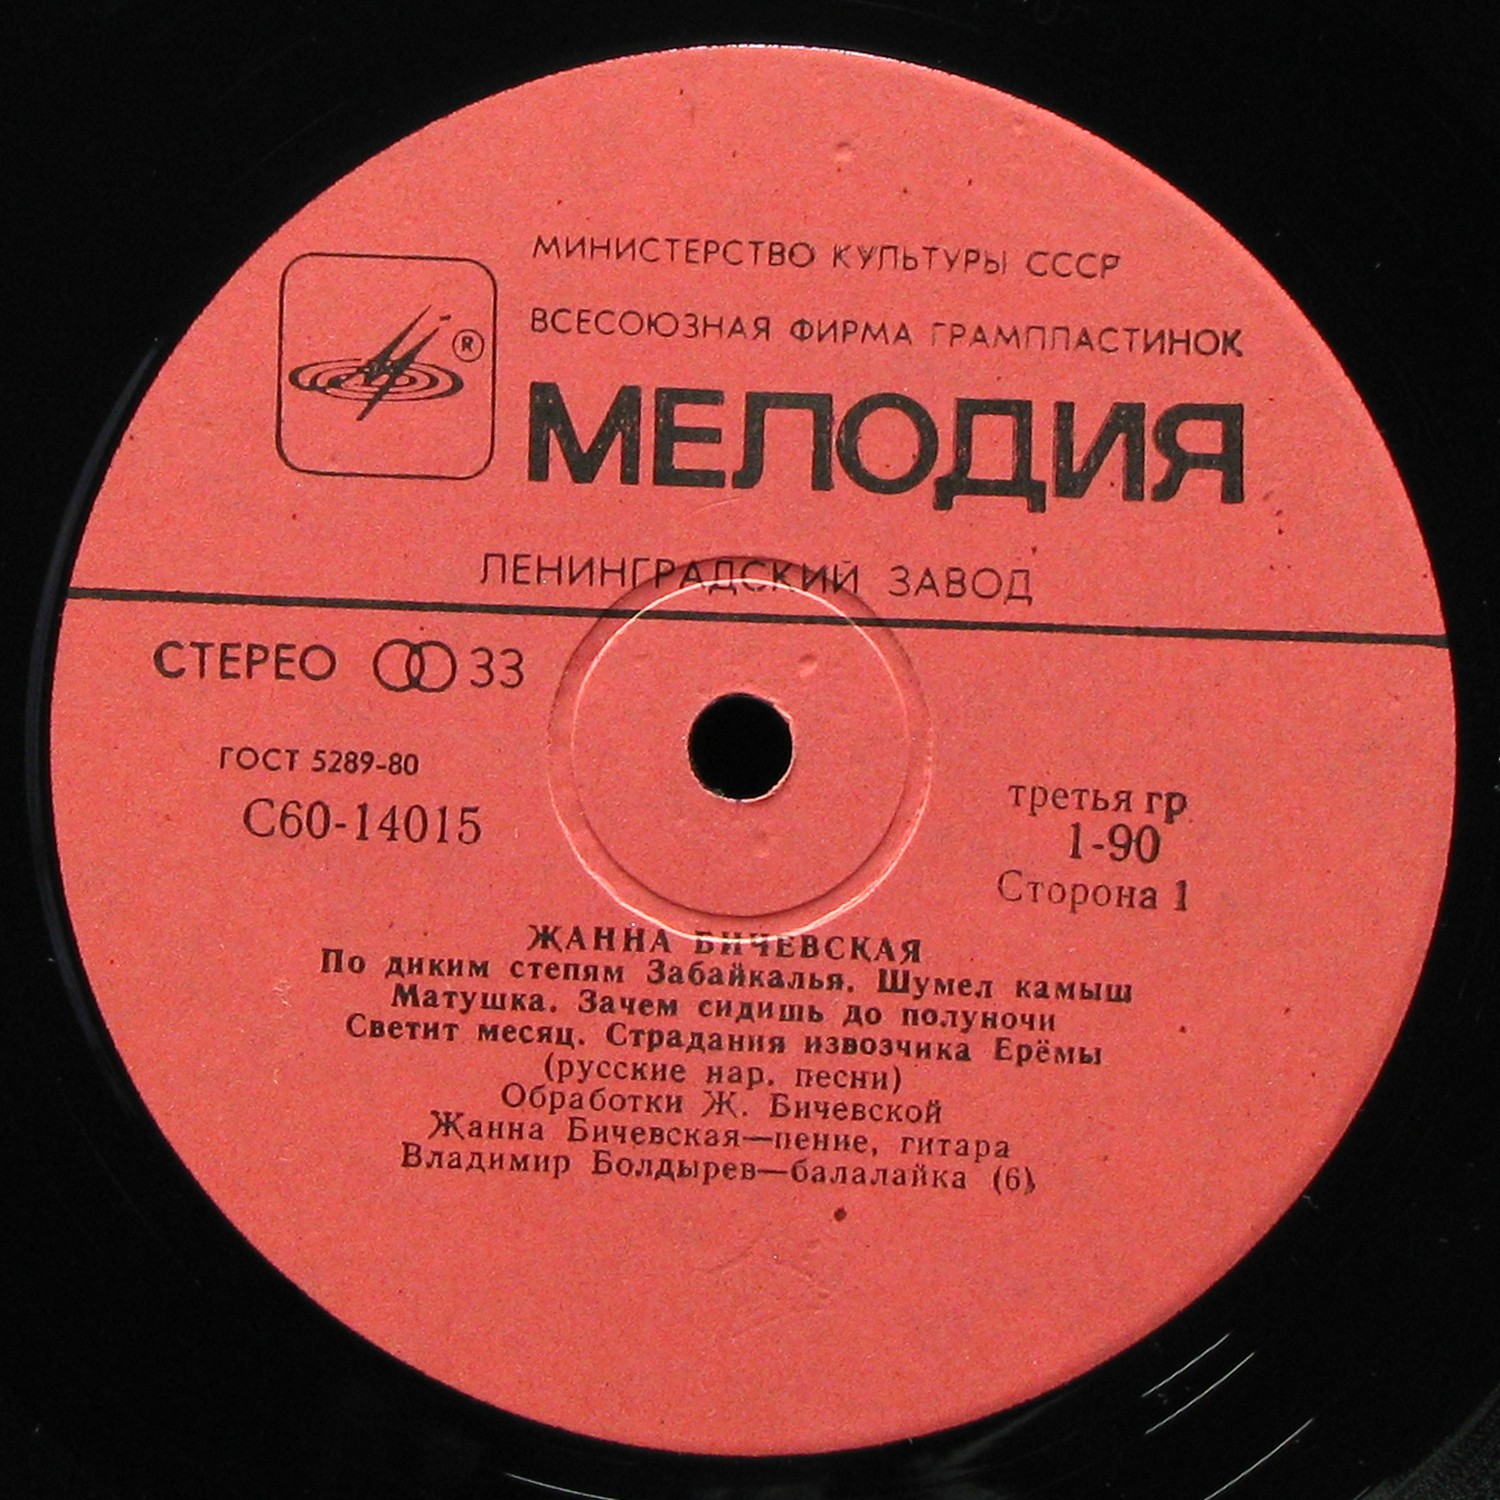 МИНИСТЕРСТВО КУЛЬТУРЫ СССР
ВСЕСОЮЗНАЯ ФИРМА ГРАМПЛАСТИНОК
®
МЕЛОДИЯ
ЛЕНИНГРАДСКИЙ ЗАВОД
СТЕРЕО 33
ГОСТ 5289-80
С60-14015
третья гр
1-90
Сторона 1
ЖАННА БИЧЕВСКАЯ
По диким степям Забайкалья. Шумел камыш
Матушка. Зачем сидишь до полуночи
Светит месяц. Страдания извозчика Ерёмы
(русские нар. песни)
Обработки Ж. Бичевской
Жанна Бичевская—пение, гитара
Владимир Болдырев—балалайка (6)